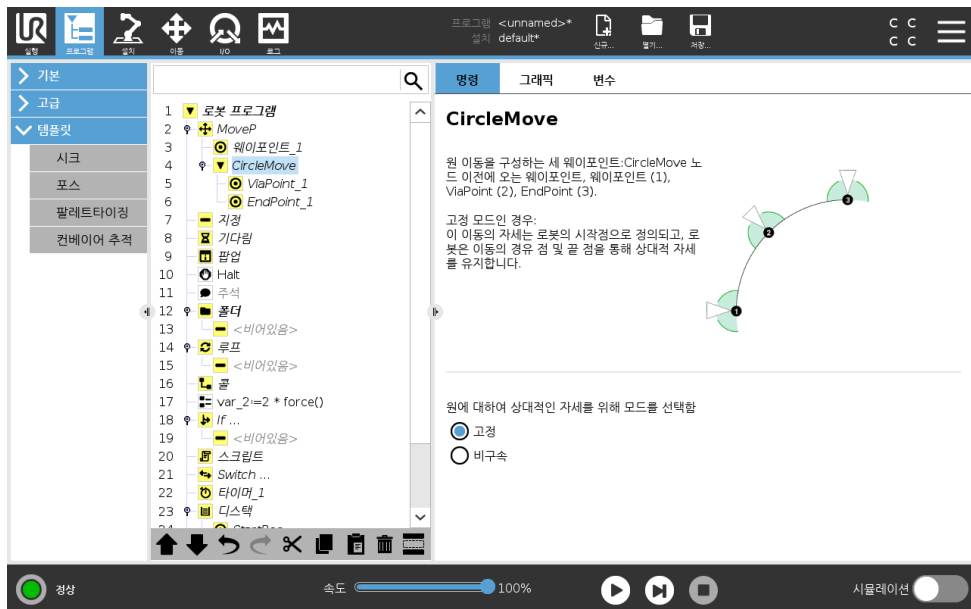 UR
실행
프로그램
설치
이동
I/O
로그
프로그램 <unnamed>*
설치 default*
신규...
열기...
저장...
C C
C C
기본
고급
템플릿
시크
포스
팔레트타이징
컨베이어 추적
1 로봇 프로그램
2 MoveP
3 웨이포인트_1
4 CircleMove
5 ViaPoint_1
6 EndPoint_1
7 지정
8 기다림
9 팝업
10 Halt
11 주석
12 폴더
13 <비어있음>
14 루프
15 <비어있음>
16 콜
17 var_2≔2 * force()
18 If ...
19 <비어있음>
20 스크립트
21 Switch ...
22 타이머_1
23 디스택
명령
그래픽
변수
CircleMove
원 이동을 구성하는 세 웨이포인트:CircleMove 노
드 이전에 오는 웨이포인트, 웨이포인트 (1),
ViaPoint (2), EndPoint (3).
고정 모드인 경우:
이 이동의 자세는 로봇의 시작점으로 정의되고, 로
봇은 이동의 경유 점 및 끝 점을 통해 상대적 자세
를 유지합니다.
3
2
1
원에 대하여 상대적인 자세를 위해 모드를 선택함
고정
비구속
정상
속도
100%
시뮬레이션